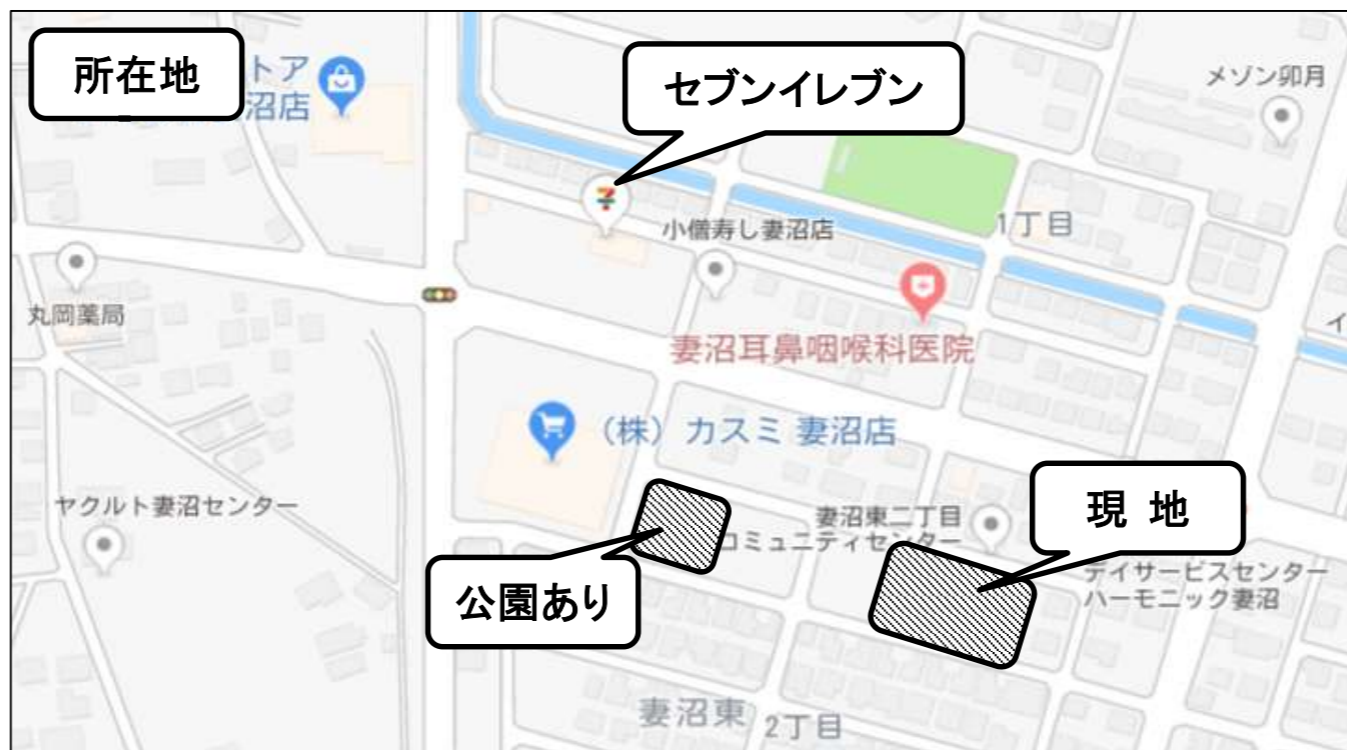 所在地
トア
沼店
セブンイレブン
メゾン卯月
小僧寿し妻沼店
1丁目
丸岡薬局
イ
妻沼耳鼻咽喉科医院
(株) カスミ 妻沼店
ヤクルト妻沼センター
妻沼東二丁目
コミュニティセンター
現 地
公園あり
デイサービスセンター
ハーモニック妻沼
妻沼東 2丁目